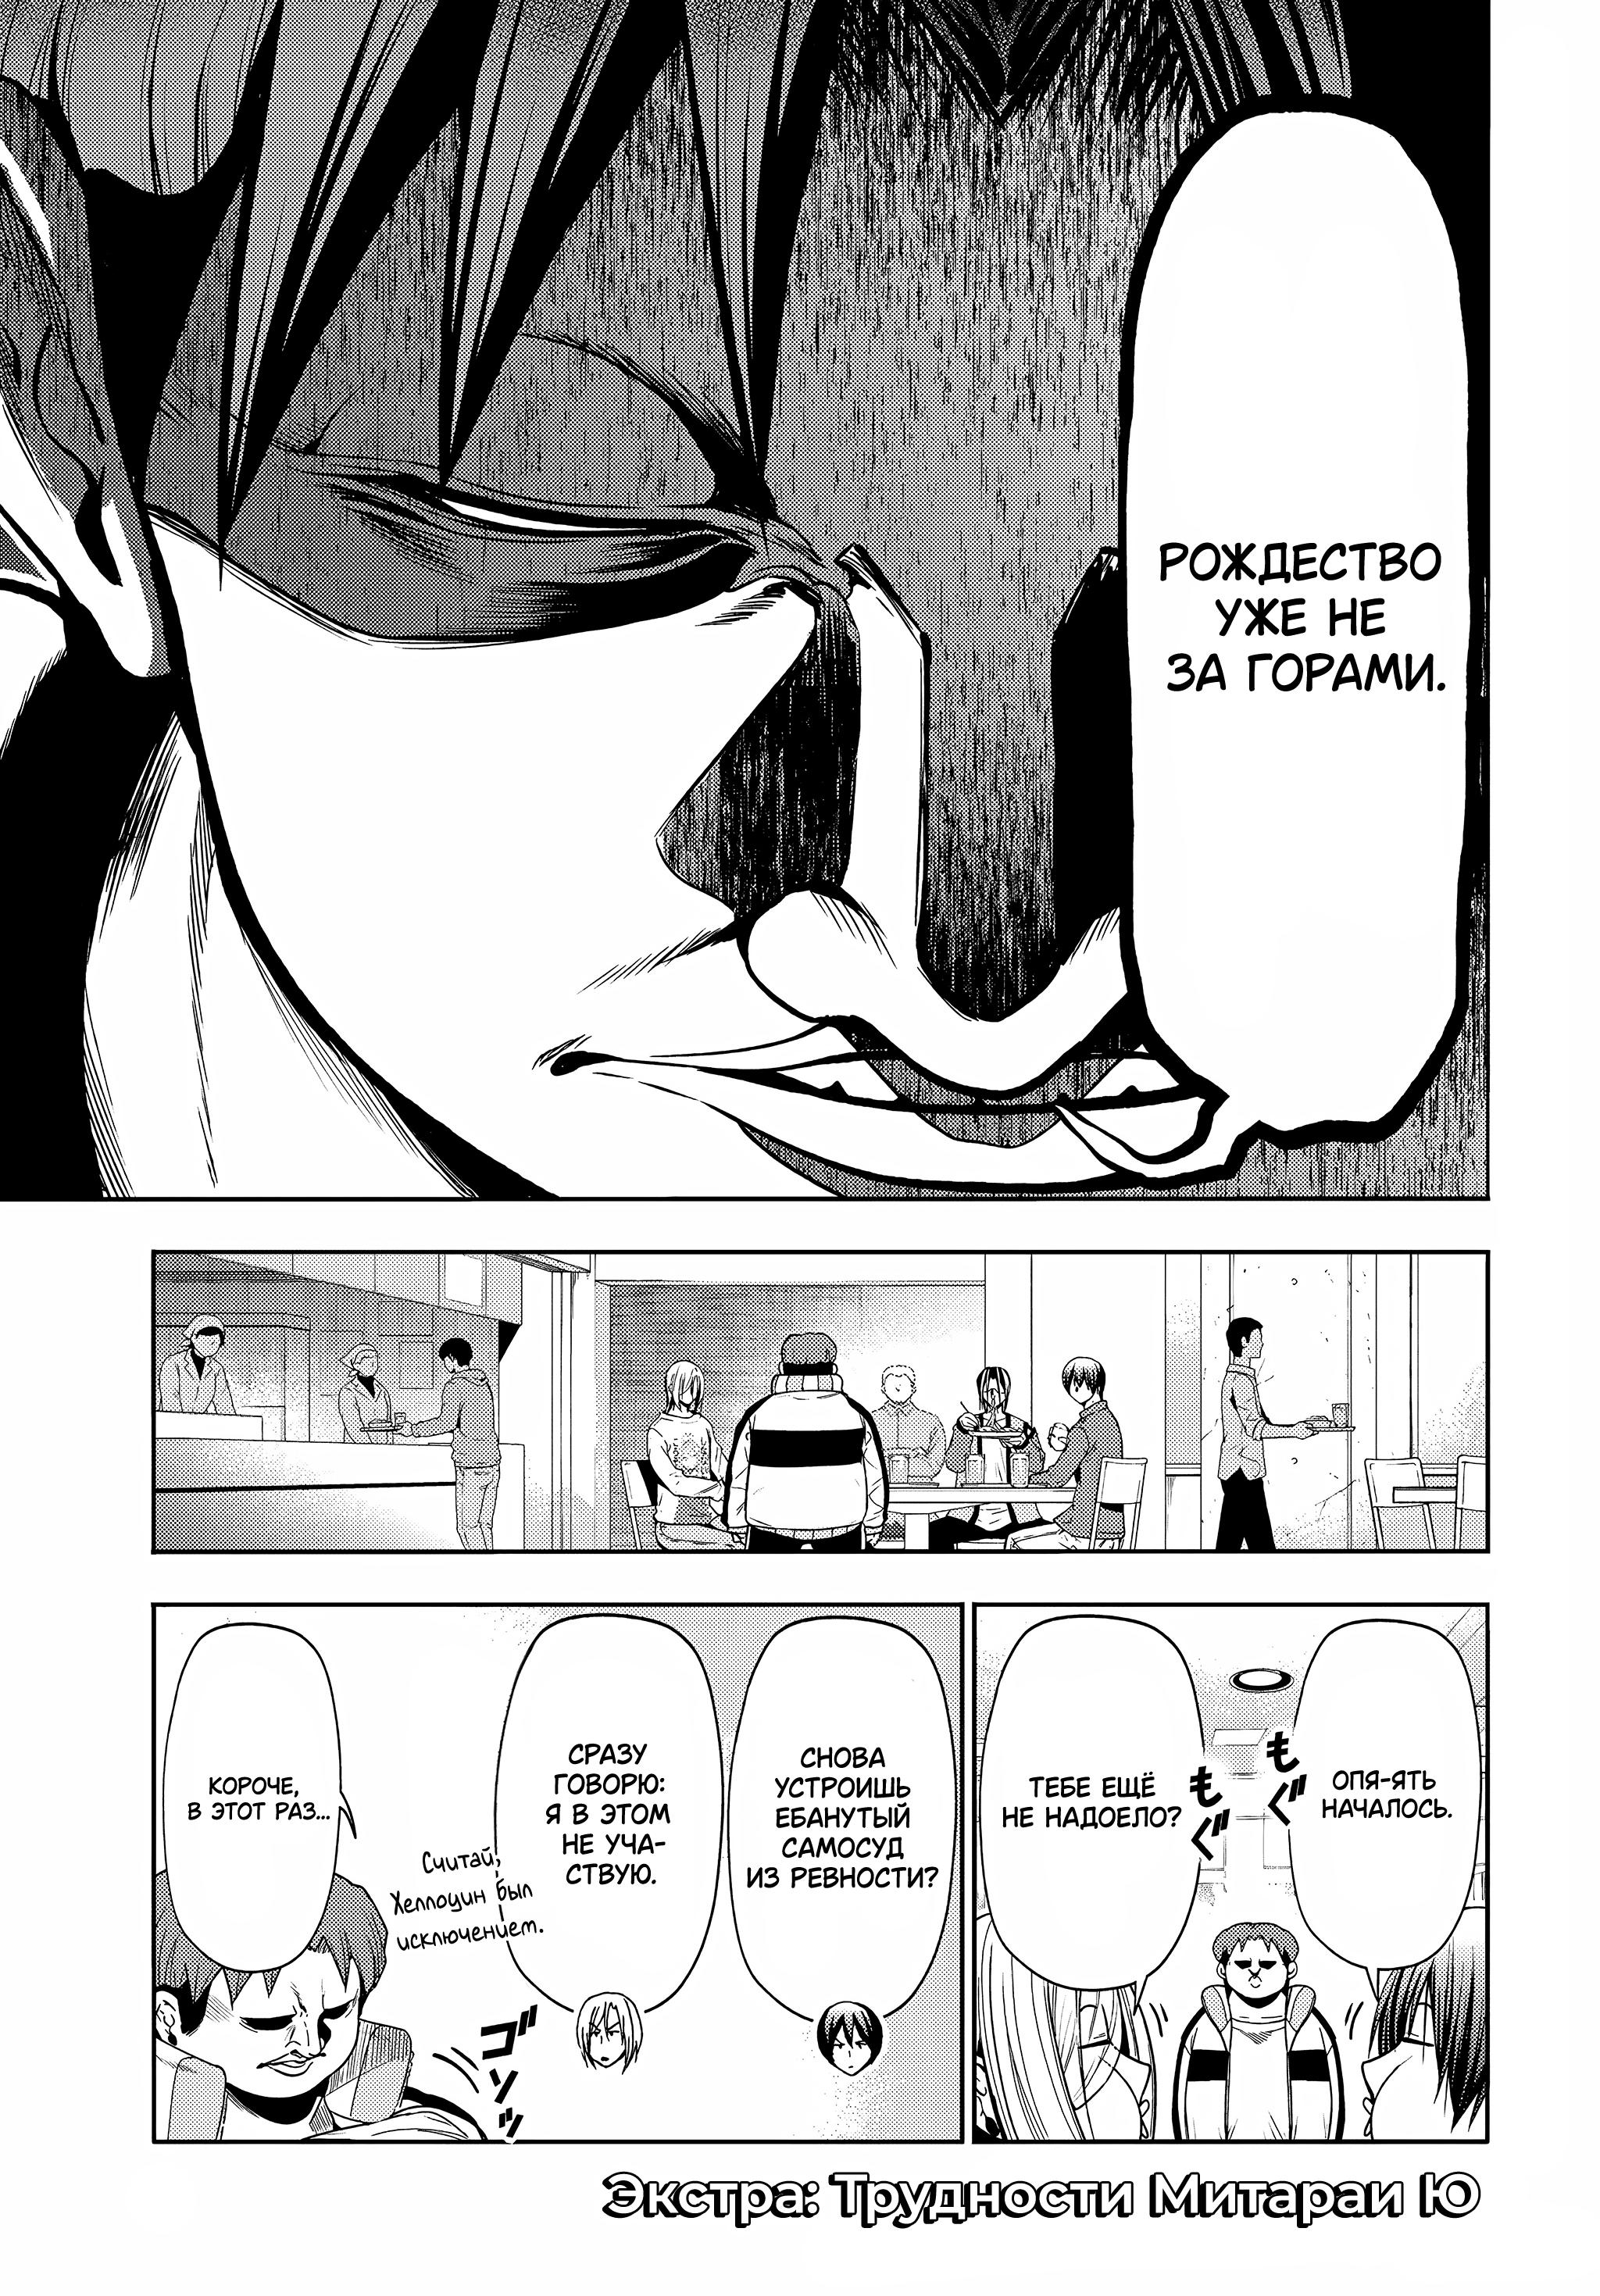 РОЖДЕСТВО
УЖЕ НЕ
ЗА ГОРАМИ.
ОПЯ-ЯТЬ
НАЧАЛОСЬ.
もぐ
ТЕБЕ ЕЩЁ
НЕ НАДОЕЛО?
もぐ
СНОВА
УСТРОИШЬ
ЕБАНУТЫЙ
САМОСУД
ИЗ РЕВНОСТИ?
СРАЗУ
ГОВОРЮ:
Я В ЭТОМ
НЕ УЧА-
СТВУЮ.
Считай,
Хеллоуин был
исключением.
КОРОЧЕ,
В ЭТОТ РАЗ...
ゴソッ
Экстра: Трудности Митараи Ю